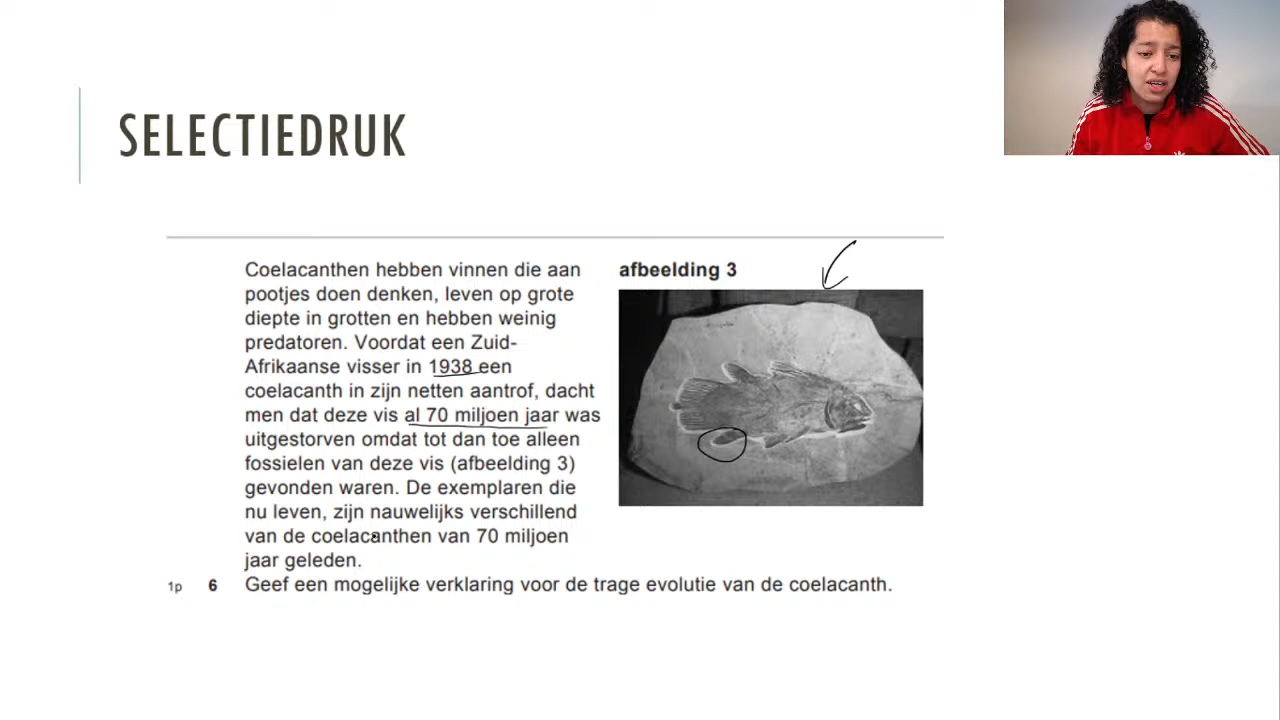 SELECTIEDRUK
Coelacanthen hebben vinnen die aan
pootjes doen denken, leven op grote
diepte in grotten en hebben weinig
predatoren. Voordat een Zuid-
Afrikaanse visser in 1938 een
coelacanth in zijn netten aantrof, dacht
men dat deze vis al 70 miljoen jaar was
uitgestorven omdat tot dan toe alleen
fossielen van deze vis (afbeelding 3)
gevonden waren. De exemplaren die
nu leven, zijn nauwelijks verschillend
van de coelacanthen van 70 miljoen
jaar geleden.
afbeelding 3
1p 6 Geef een mogelijke verklaring voor de trage evolutie van de coelacanth.